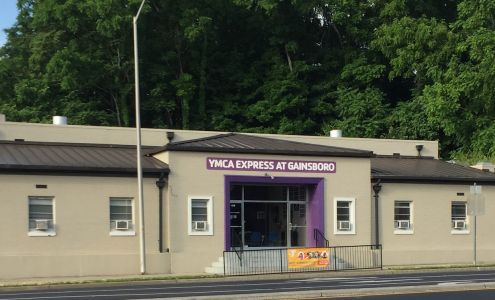 YMCA EXPRESS AT GAINSBORO